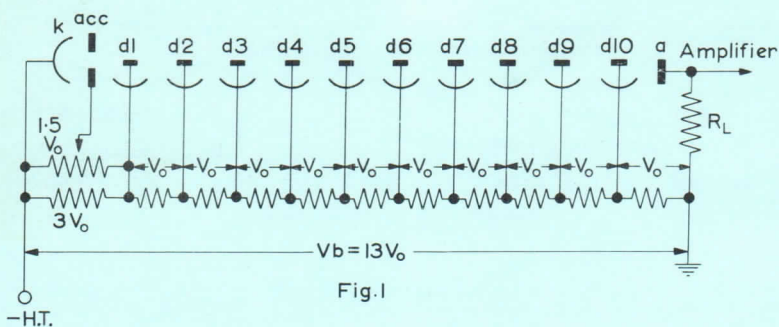 k acc d1 d2 d3 d4 d5 d6 d7 d8 d9 d10 a Amplifier
R_L
1·5
V₀
V₀ V₀ V₀ V₀ V₀ V₀ V₀ V₀ V₀ V₀
3V₀
Vb=13V₀
Fig.1
–H.T.